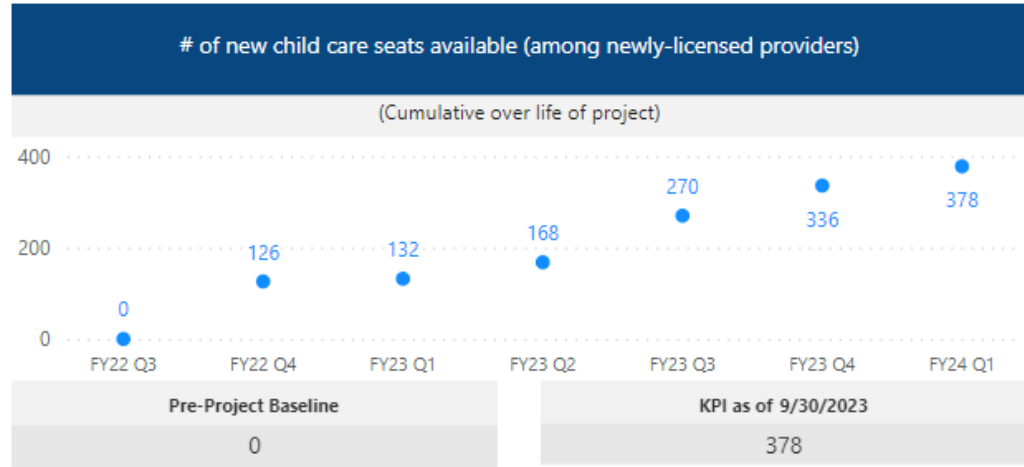 # of new child care seats available (among newly-licensed providers)
(Cumulative over life of project)
400
200
0
0
126
132
168
270
336
378
FY22 Q3 FY22 Q4 FY23 Q1 FY23 Q2 FY23 Q3 FY23 Q4 FY24 Q1
Pre-Project Baseline
0
KPI as of 9/30/2023
378